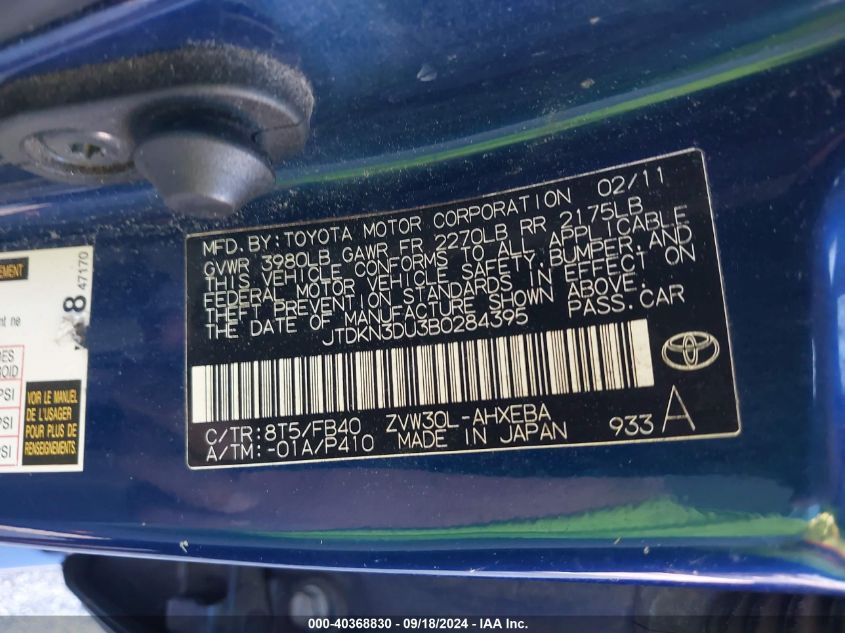 MFD. BY: TOYOTA MOTOR CORPORATION 02/11
GVWR 3980LB GAWR FR 2270LB RR 2175LB
THIS VEHICLE CONFORMS TO ALL APPLICABLE
FEDERAL MOTOR VEHICLE SAFETY, BUMPER, AND
THEFT PREVENTION STANDARDS IN EFFECT ON
THE DATE OF MANUFACTURE SHOWN ABOVE.
JTDKN3DU3B0284395 PASS. CAR
C/TR: 8T5/FB40 ZVW30L-AHXEBA
A/TM: -01A/P410 MADE IN JAPAN 933 A
47170
8
VOIR LE MANUEL
DE L'USAGER
POUR PLUS DE
RENSEIGNEMENTS
000-40368830 - 09/18/2024 - IAA Inc.